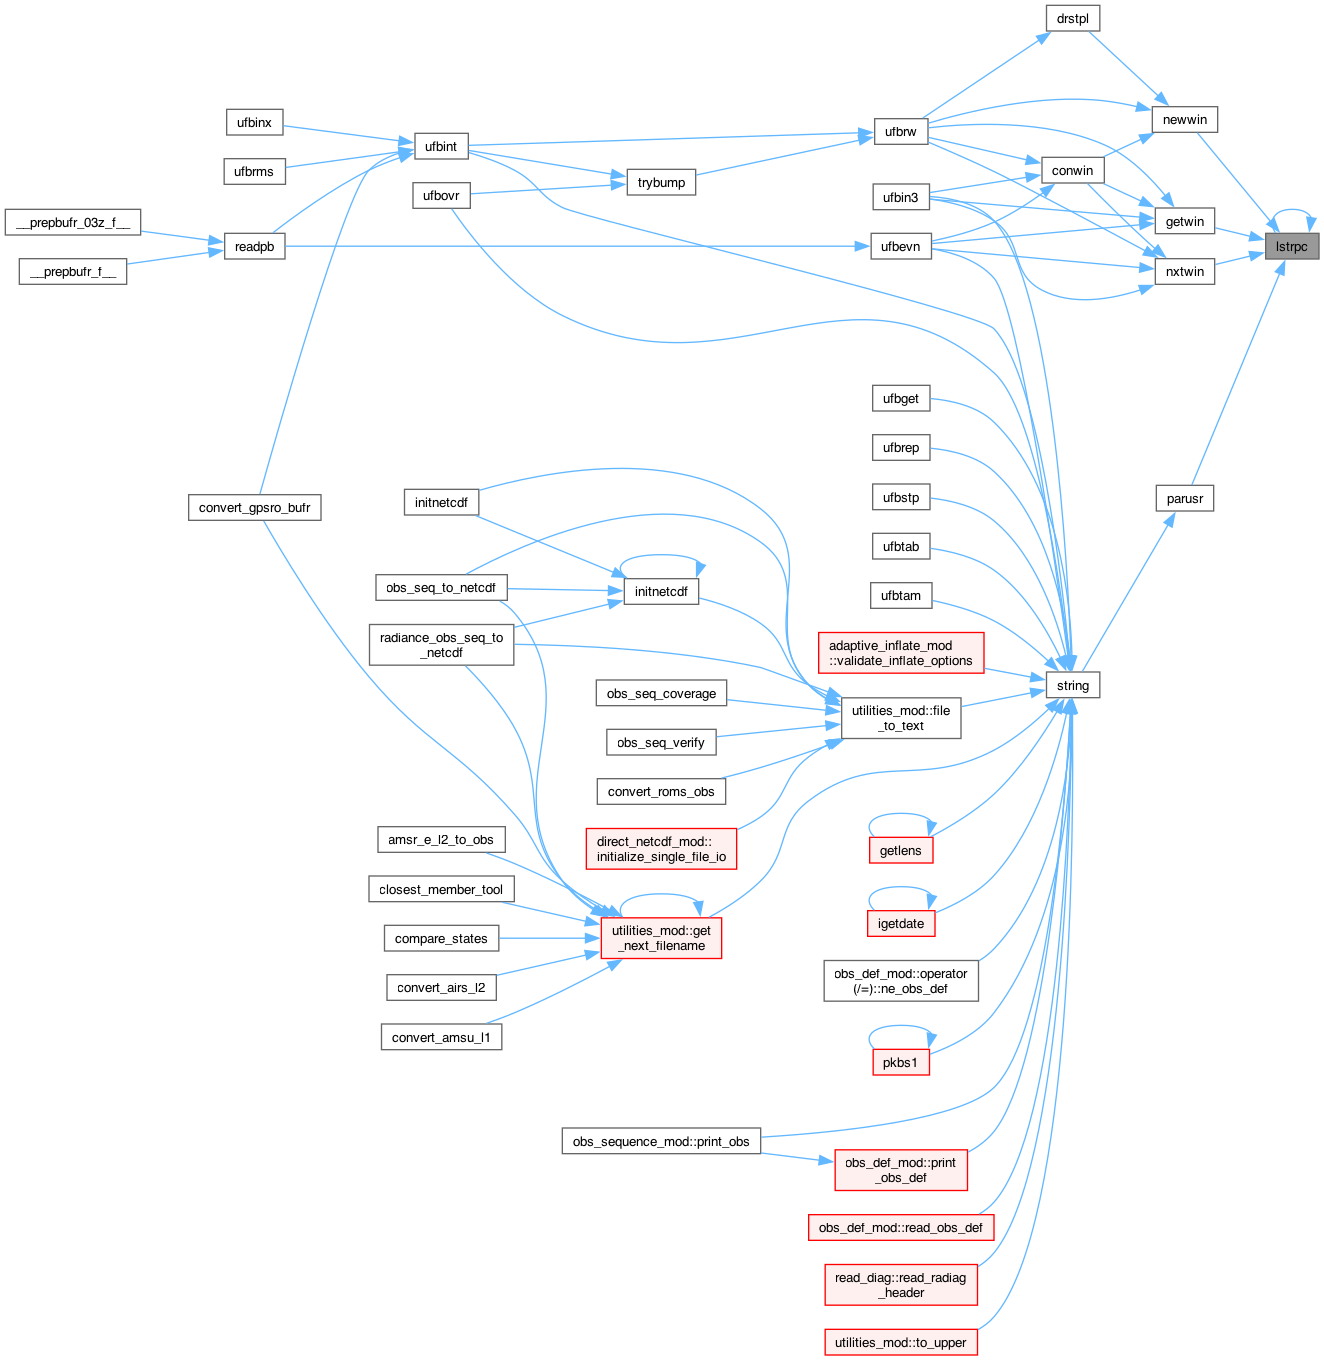 drstpl
newwin
ufbinx
ufbrw
ufbint
ufbrms
conwin
trybump
ufbovr
ufbin3
getwin
__prepbufr_03z_f__
readpb
ufbevn
lstrpc
__prepbufr_f__
nxtwin
ufbget
ufbrep
convert_gpsro_bufr
initnetcdf
ufbstp
parusr
ufbtab
obs_seq_to_netcdf
initnetcdf
ufbtam
radiance_obs_seq_to
_netcdf
adaptive_inflate_mod
::validate_inflate_options
string
obs_seq_coverage
utilities_mod::file
_to_text
obs_seq_verify
convert_roms_obs
direct_netcdf_mod::
initialize_single_file_io
getlens
amsr_e_l2_to_obs
closest_member_tool
utilities_mod::get
_next_filename
igetdate
compare_states
convert_airs_l2
obs_def_mod::operator
(/=)::ne_obs_def
convert_amsu_l1
pkbs1
obs_sequence_mod::print_obs
obs_def_mod::print
_obs_def
obs_def_mod::read_obs_def
read_diag::read_radiag
_header
utilities_mod::to_upper